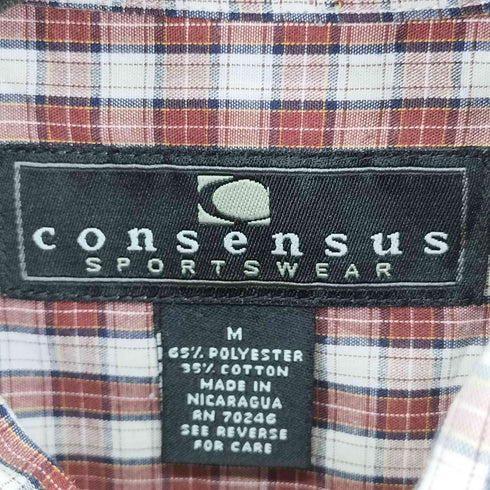 consensus
SPORTSWEAR
M
65% POLYESTER
35% COTTON
MADE IN
NICARAGUA
RN 70246
SEE REVERSE
FOR CARE